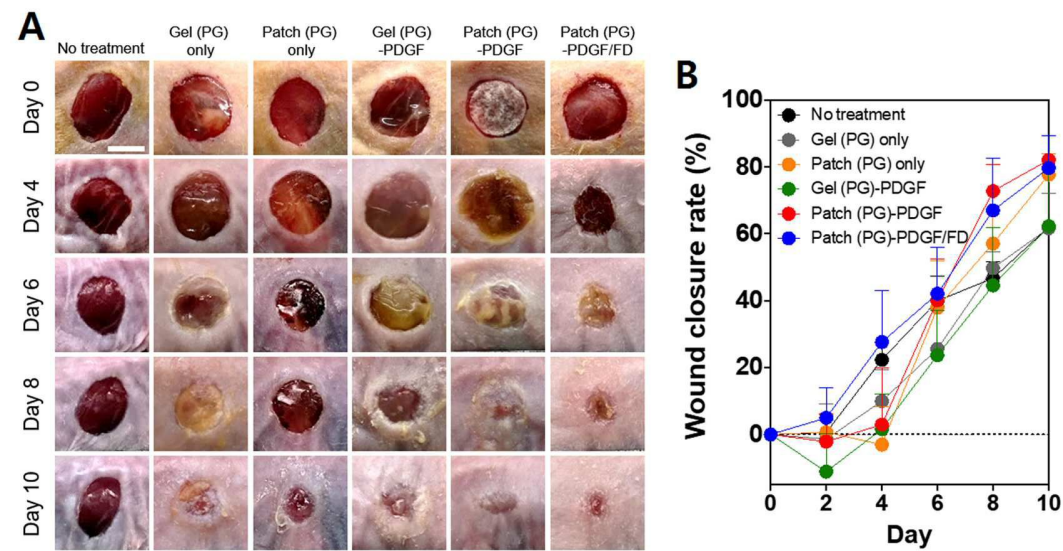 A
No treatment
Gel (PG)
only
Patch (PG)
only
Gel (PG)
-PDGF
Patch (PG)
-PDGF
Patch (PG)
-PDGF/FD
Day 0
Day 4
Day 6
Day 8
Day 10
B
Wound closure rate (%)
100
80
60
40
20
0
No treatment
Gel (PG) only
Patch (PG) only
Gel (PG)-PDGF
Patch (PG)-PDGF
Patch (PG)-PDGF/FD
0 2 4 6 8 10
Day